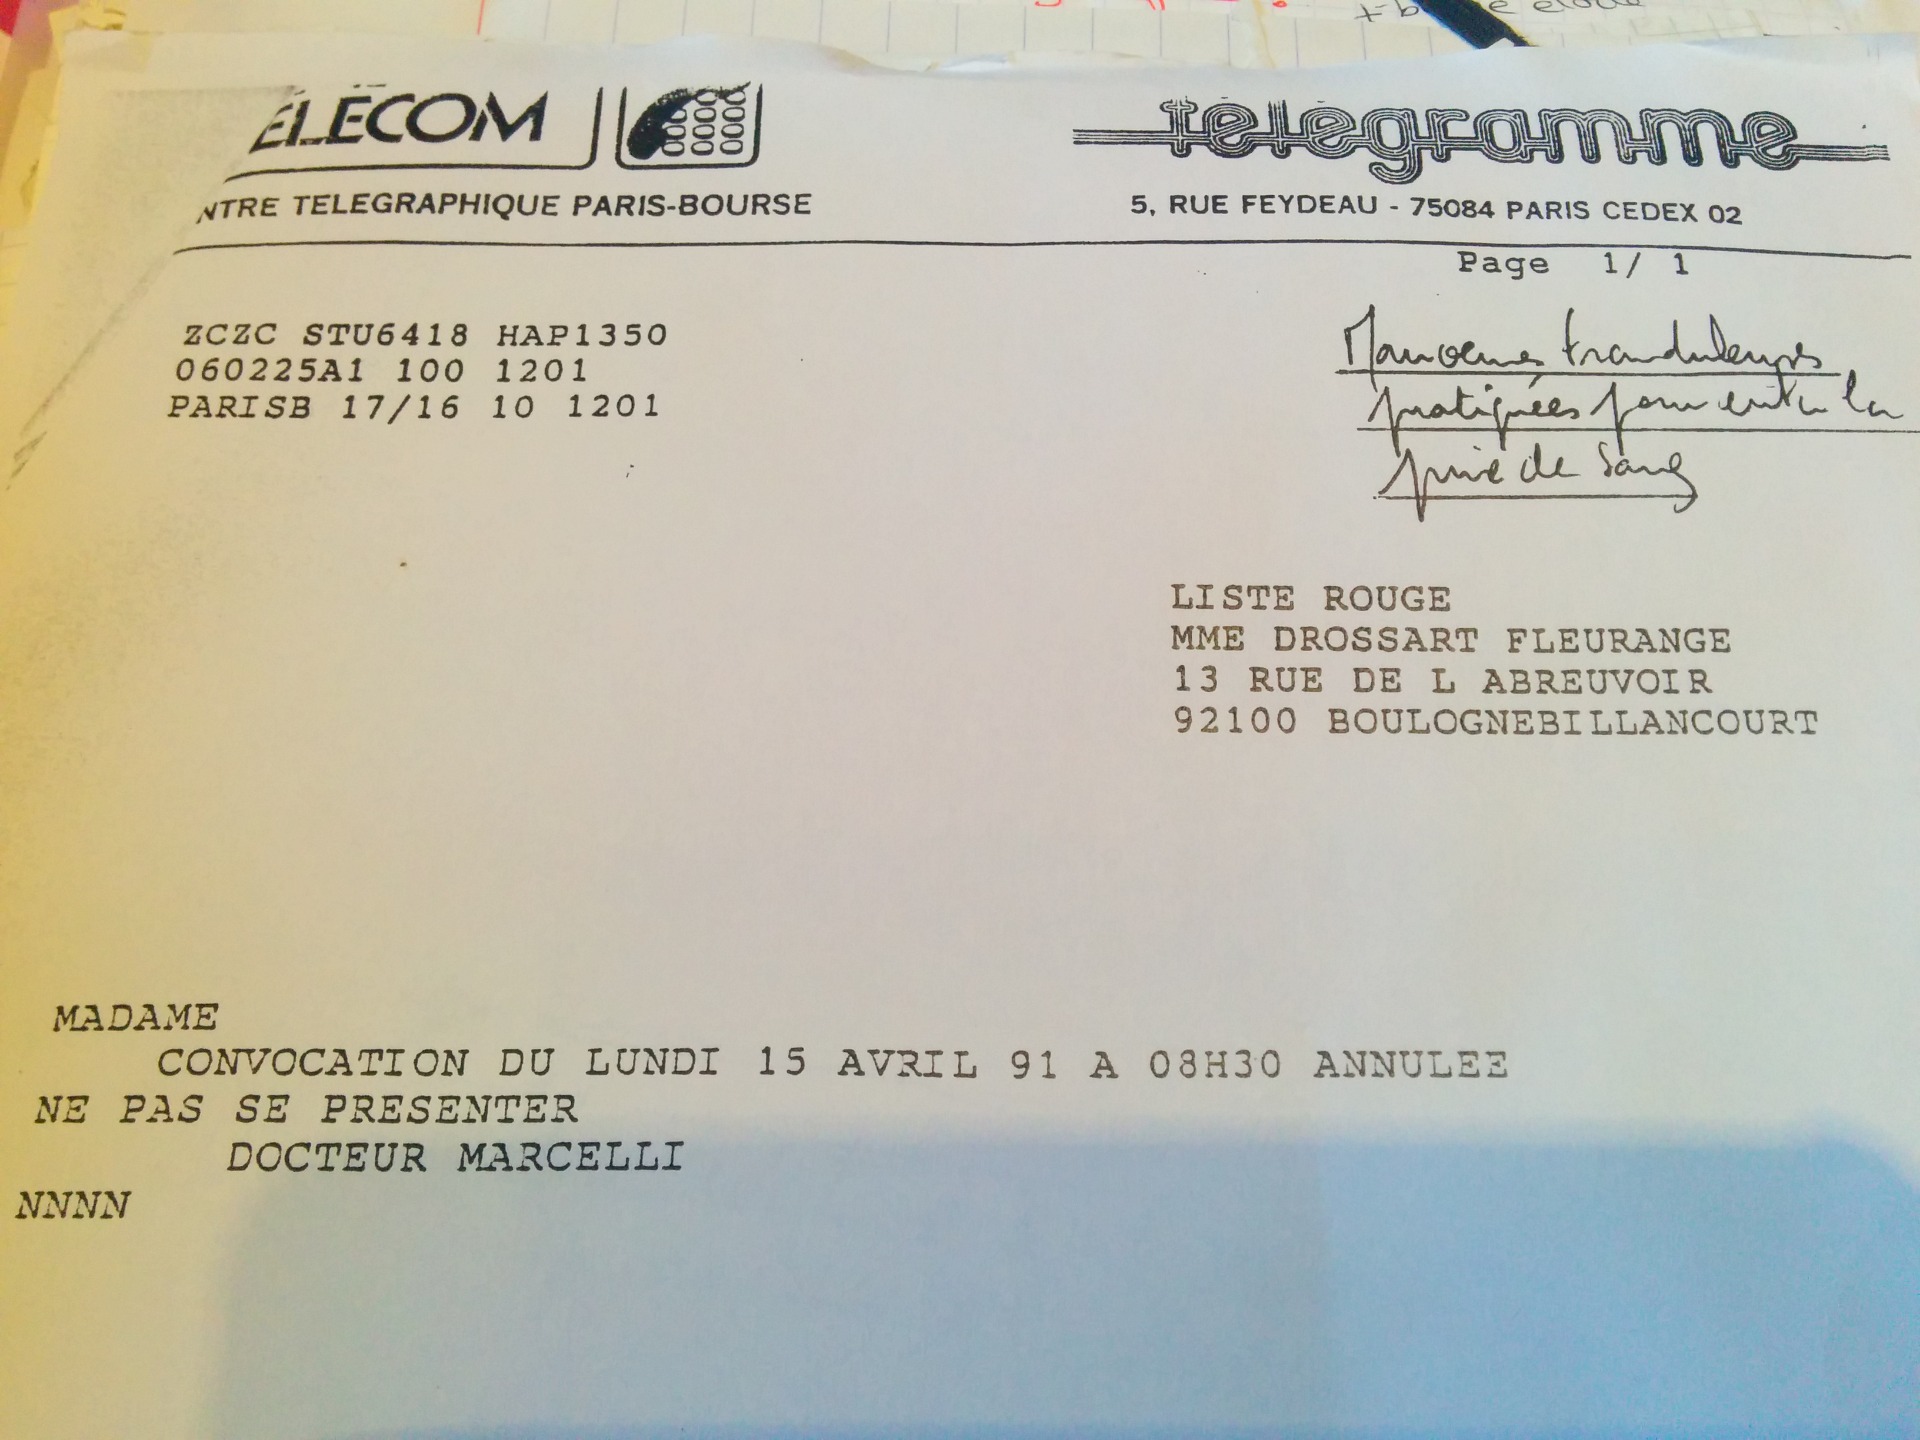 ÉLÉCOM
télégramme
NTRE TELEGRAPHIQUE PARIS-BOURSE
5, RUE FEYDEAU - 75084 PARIS CEDEX 02
Page 1/ 1
ZCZC STU6418 HAP1350
060225A1 100 1201
PARISB 17/16 10 1201
Manoeuvres frauduleuses
pratiquées pour éviter la
prise de sang
LISTE ROUGE
MME DROSSART FLEURANGE
13 RUE DE L ABREUVOIR
92100 BOULOGNEBILLANCOURT
MADAME
CONVOCATION DU LUNDI 15 AVRIL 91 A 08H30 ANNULEE
NE PAS SE PRESENTER
DOCTEUR MARCELLI
NNNN